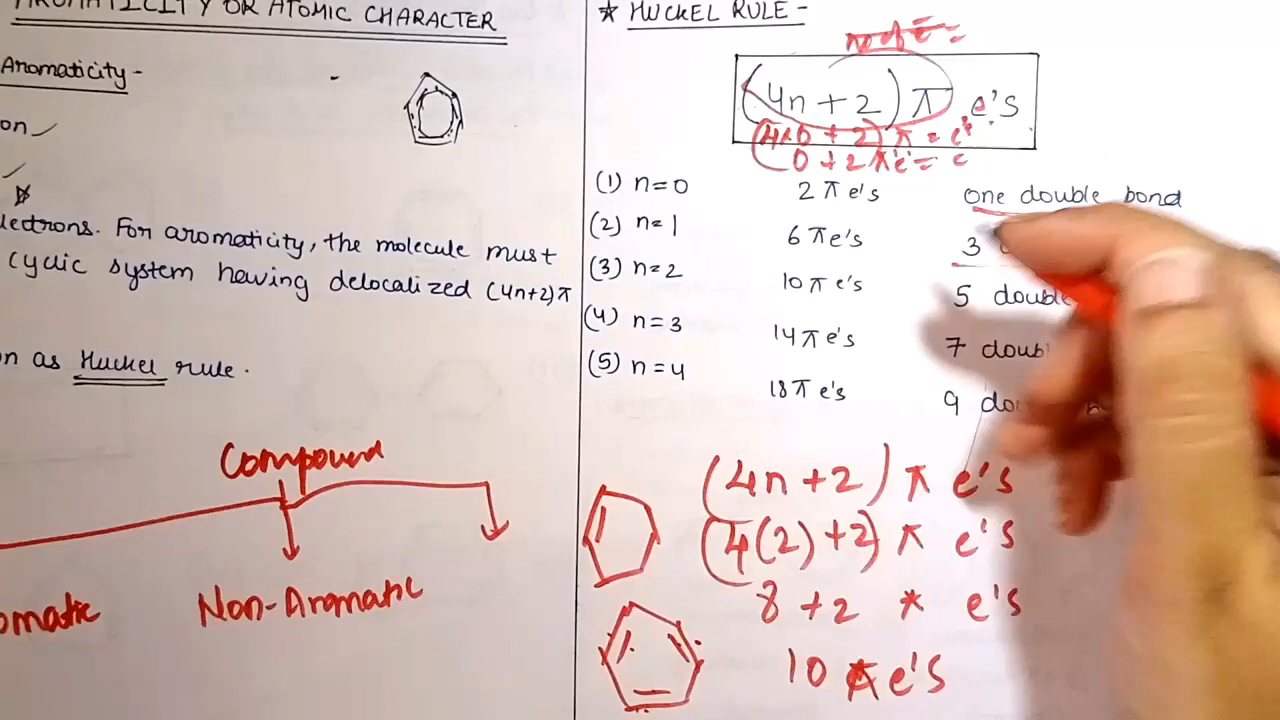 AROMATICITY OR ATOMIC CHARACTER
Aromaticity -
on ✓
✓
lectrons. For aromaticity, the molecule must
cyclic system having delocalized (4n+2)π
n as Huckel rule.
Compound
omatic
Non-Aromatic
* HUCKEL RULE -
(4n + 2) π e's
(4×0 + 2) π = e's
0 + 2 π e's = e
(1) n=0 2 π e's One double bond
(2) n=1 6 π e's 3
(3) n=2 10 π e's 5 double
(4) n=3 14 π e's 7 doub
(5) n=4 18 π e's 9 do
(4n+2) π e's
(4(2)+2) π e's
8 + 2 π e's
10 π e's